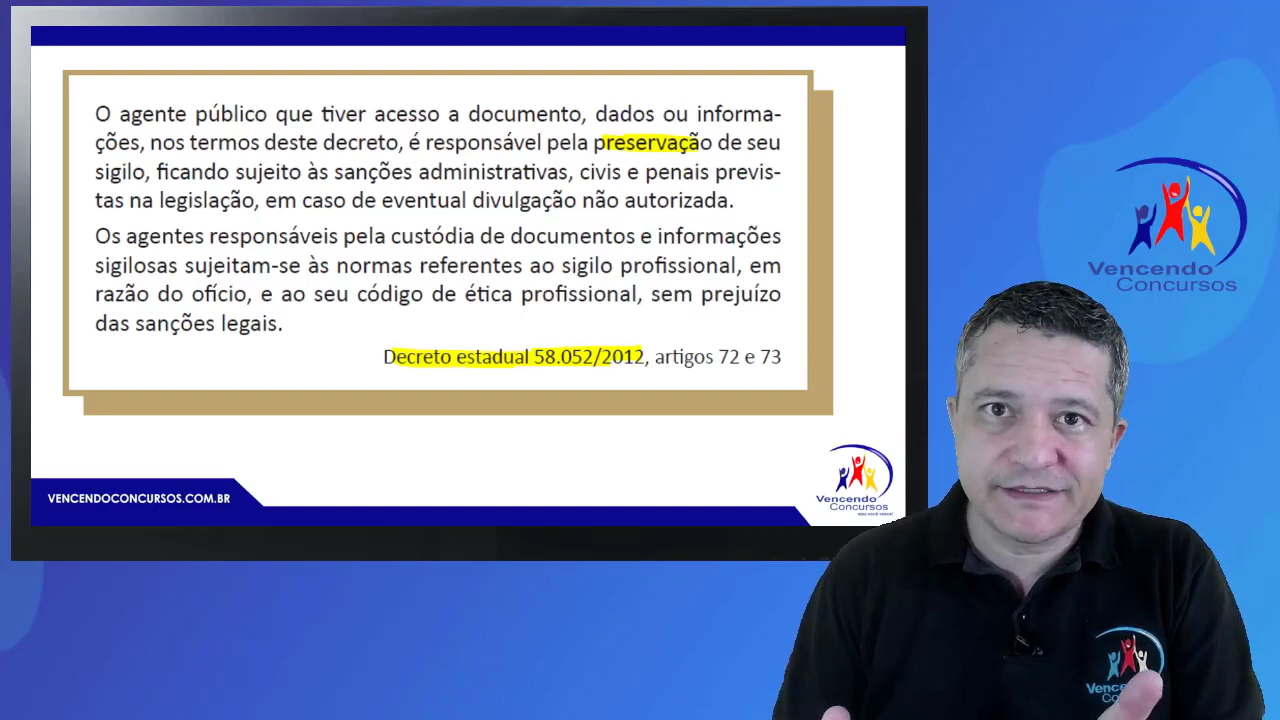 O agente público que tiver acesso a documento, dados ou informa-
ções, nos termos deste decreto, é responsável pela preservação de seu
sigilo, ficando sujeito às sanções administrativas, civis e penais previs-
tas na legislação, em caso de eventual divulgação não autorizada.
Os agentes responsáveis pela custódia de documentos e informações
sigilosas sujeitam-se às normas referentes ao sigilo profissional, em
razão do ofício, e ao seu código de ética profissional, sem prejuízo
das sanções legais.
Decreto estadual 58.052/2012, artigos 72 e 73
VENCENDOCONCURSOS.COM.BR
Vencendo
Concursos
Vencendo
Concursos